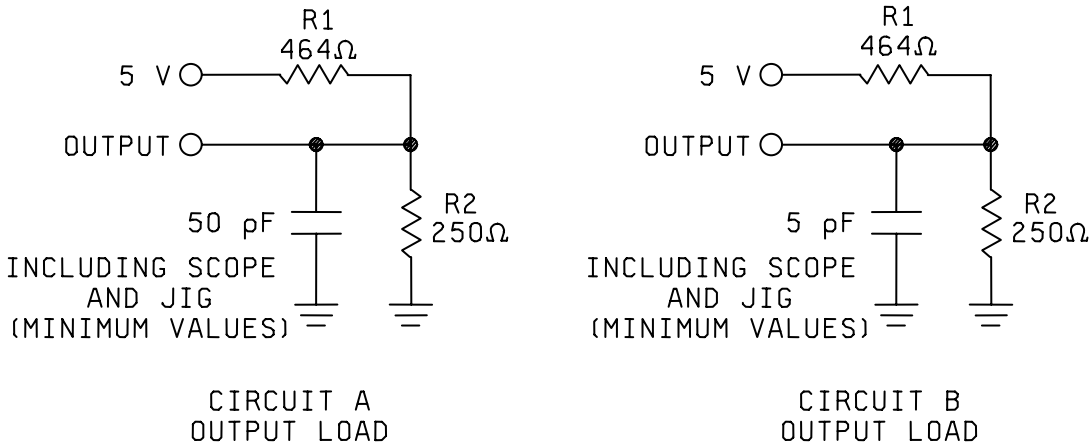 R1
464Ω
5 V
OUTPUT
50 pF
R2
250Ω
INCLUDING SCOPE
AND JIG
(MINIMUM VALUES)
CIRCUIT A
OUTPUT LOAD
R1
464Ω
5 V
OUTPUT
5 pF
R2
250Ω
INCLUDING SCOPE
AND JIG
(MINIMUM VALUES)
CIRCUIT B
OUTPUT LOAD